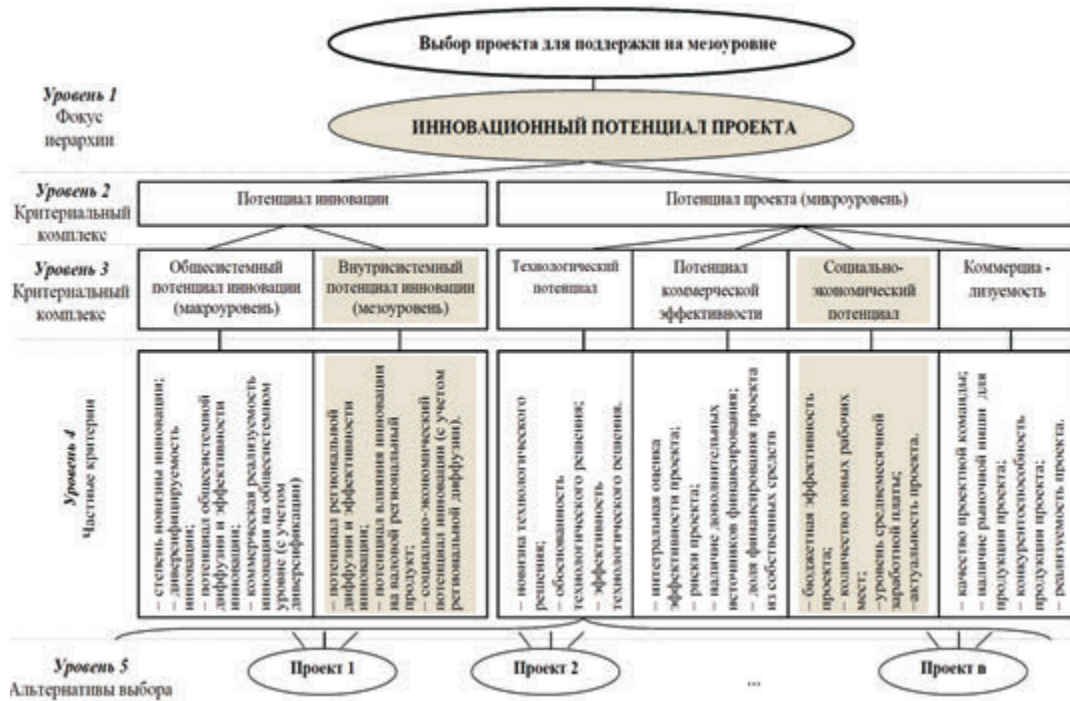 Выбор проекта для поддержки на мезоуровне
Уровень 1
Фокус
иерархии
ИННОВАЦИОННЫЙ ПОТЕНЦИАЛ ПРОЕКТА
Уровень 2
Критериальный
комплекс
Потенциал инновации
Потенциал проекта (микроуровень)
Уровень 3
Критериальный
комплекс
Общесистемный
потенциал инновации
(макроуровень)
Внутрисистемный
потенциал инновации
(мезоуровень)
Технологический
потенциал
Потенциал
коммерческой
эффективности
Социально-
экономический
потенциал
Коммерциа -
лизуемость
Уровень 4
Частные критерии
– степень новизны инновации;
– диверсифицируемость
инновации;
– потенциал общесистемной
диффузии и эффективности
инновации;
– коммерческая реализуемость
инновации на общесистемном
уровне (с учетом
диверсификации)
– потенциал региональной
диффузии и эффективности
инновации;
– потенциал влияния инновации
на валовой региональный
продукт;
– социально-экономический
потенциал инновации (с учетом
региональной диффузии).
– новизна технологического
решения;
– обоснованность
технологического решения;
– эффективность
технологического решения.
– интегральная оценка
эффективности проекта;
– риски проекта;
– наличие дополнительных
источников финансирования;
– доля финансирования проекта
из собственных средств
– бюджетная эффективность
проекта;
– количество новых рабочих
мест;
–уровень среднемесячной
заработной платы;
–актуальность проекта.
– качество проектной команды;
– наличие рыночной ниши для
продукции проекта;
– конкурентоспособность
продукции проекта;
– реализуемость проекта.
Уровень 5
Альтернативы выбора
Проект 1
Проект 2
...
Проект n